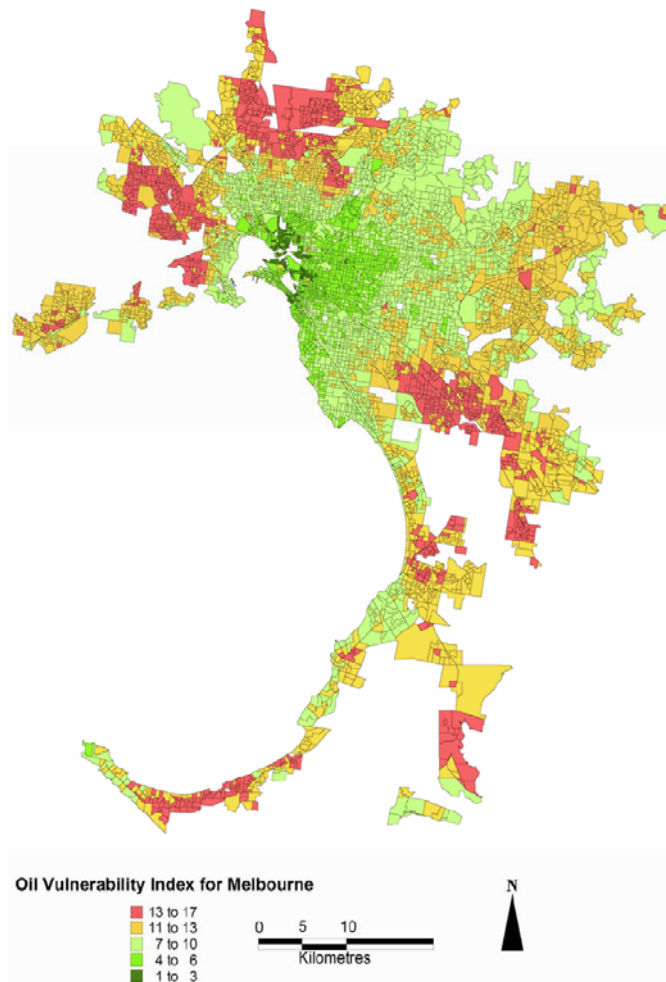 Oil Vulnerability Index for Melbourne
13 to 17
11 to 13
7 to 10
4 to 6
1 to 3
0 5 10
Kilometres
N